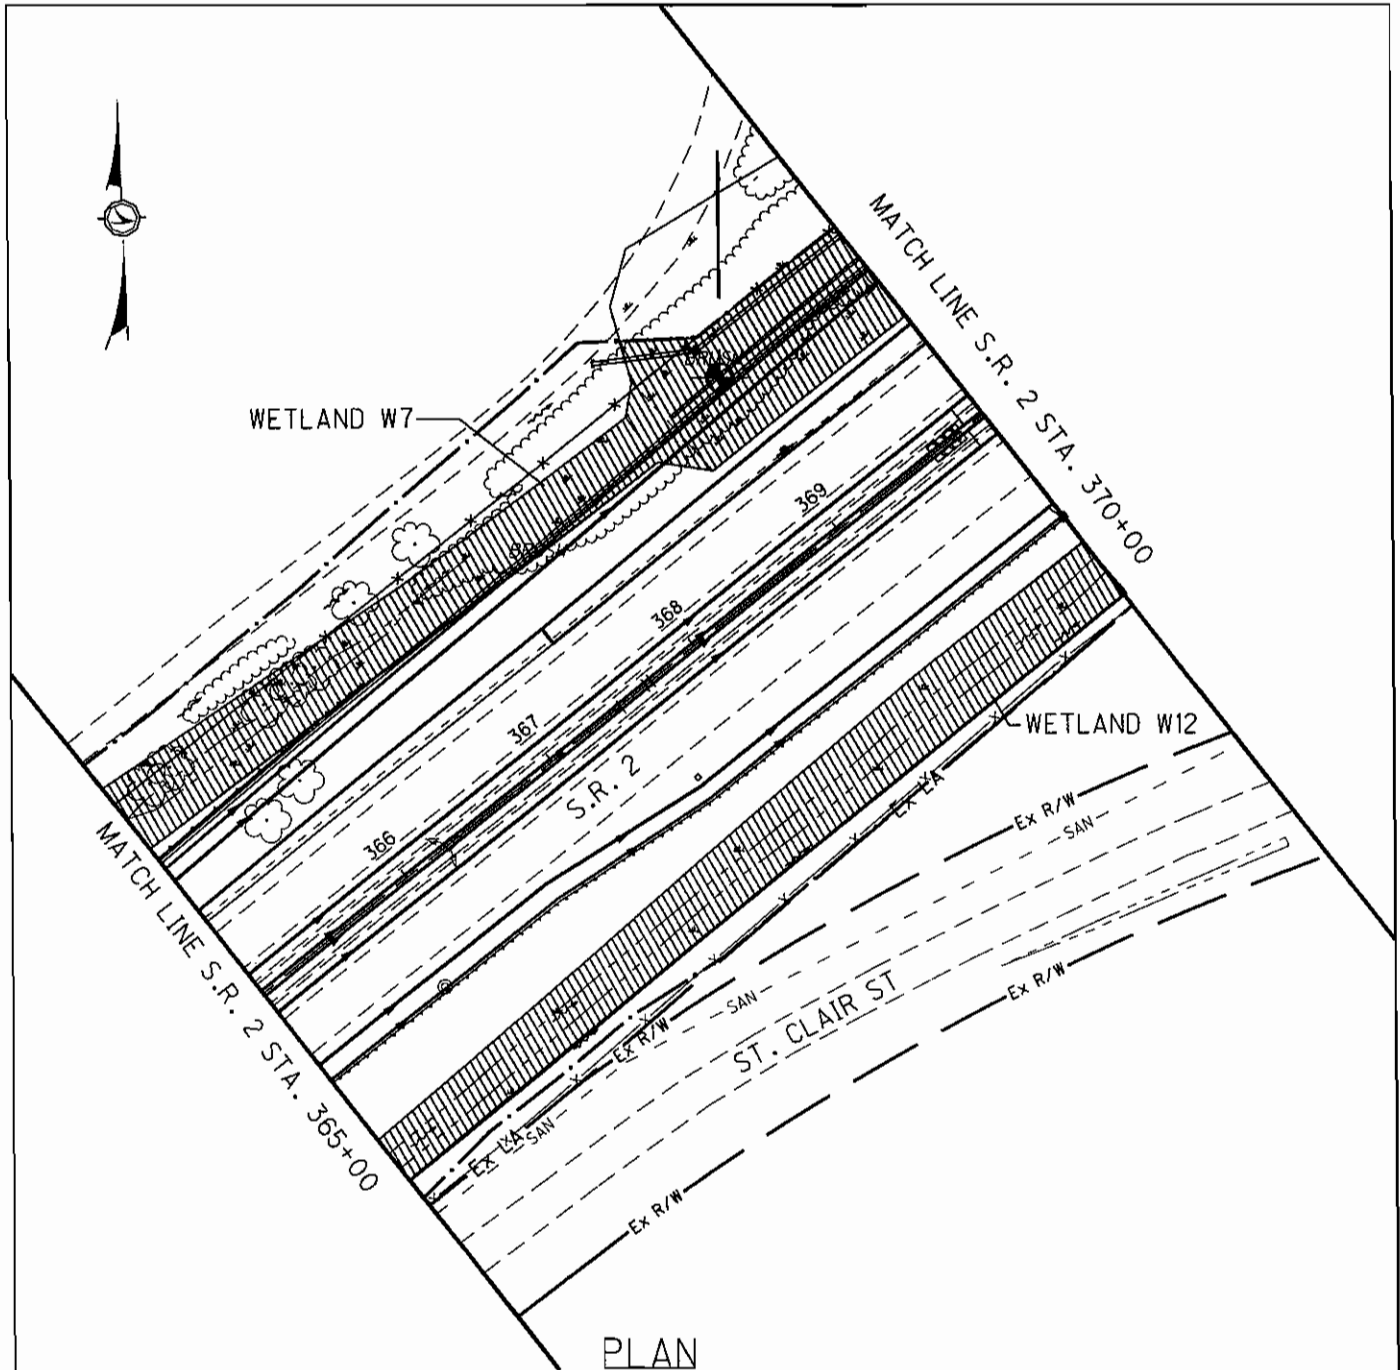 MATCH LINE S.R. 2 STA. 370+00
WETLAND W7
369
368
367
366
S.R. 2
WETLAND W12
Ex LA
Ex R/W
SAN
MATCH LINE S.R. 2 STA. 365+00
SAN
Ex R/W
Ex R/W
ST. CLAIR ST
Ex LA
SAN
Ex R/W
PLAN